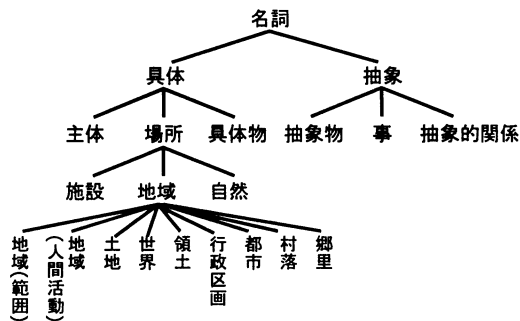 名詞
具体 抽象
主体 場所 具体物 抽象物 事 抽象的関係
施設 地域 自然
地域(範囲)
地域(人間活動)
土地
世界
領土
行政区画
都市
村落
郷里